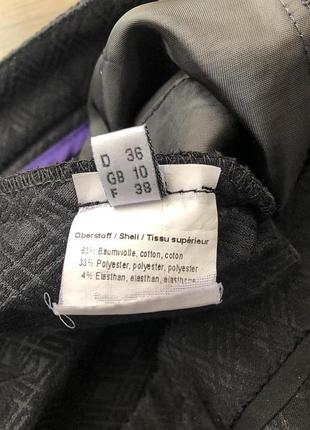 D 36
GB 10
F 38
Oberstoff / Shell / Tissu supérieur
63% Baumwolle, cotton, coton
33% Polyester, polyester, polyester
4% Elasthan, elasthan, elasthanne